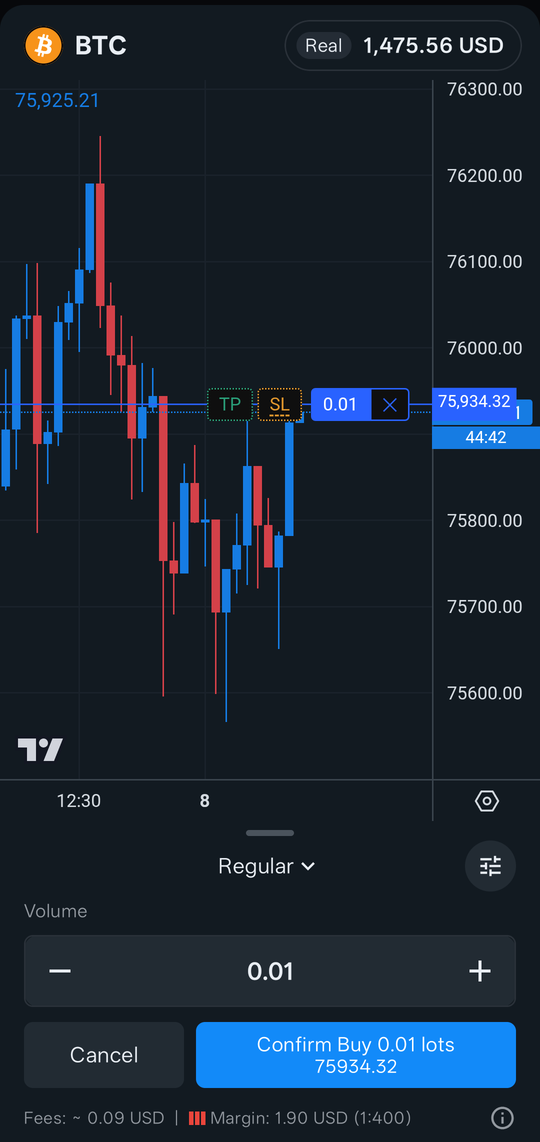 BTC
Real 1,475.56 USD
75,925.21
76300.00
76200.00
76100.00
76000.00
TP SL 0.01 75,934.32
44:42
75800.00
75700.00
75600.00
12:30 8
Regular
Volume
0.01
Cancel
Confirm Buy 0.01 lots
75934.32
Fees: ~ 0.09 USD | Margin: 1.90 USD (1:400)